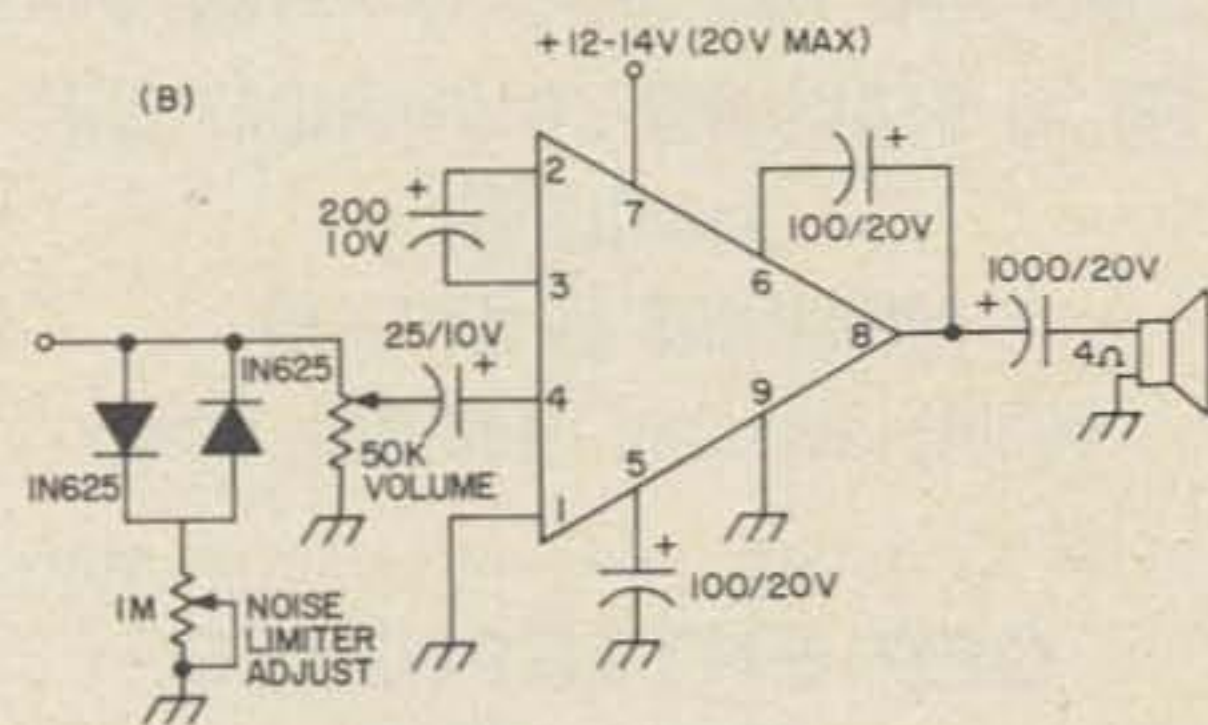 +12-14V (20V MAX)
(B)
+
2
200
10V
3
7
+
100/20V
6
1000/20V
+
8
4Ω
25/10V
+
IN625
4
9
50K
VOLUME
IN625
5
1
+
100/20V
1M
NOISE
LIMITER
ADJUST